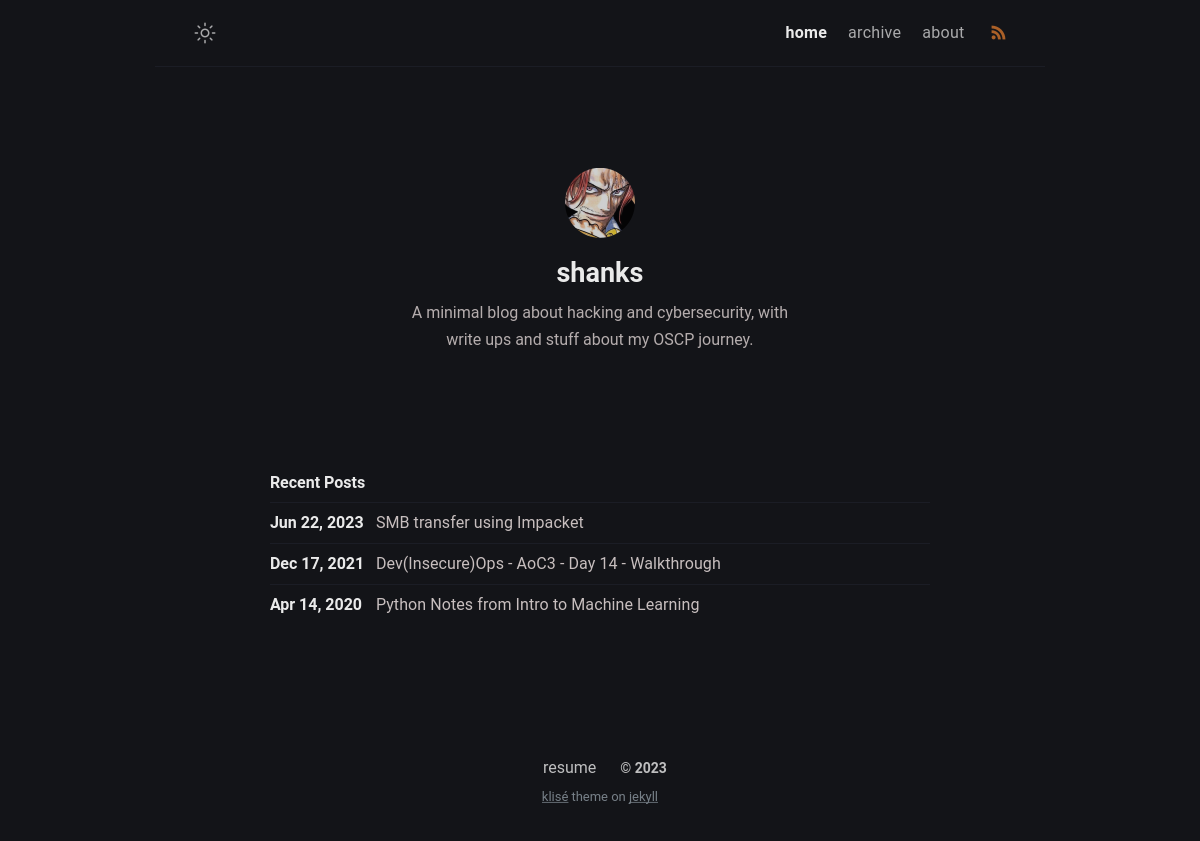 home archive about
shanks
A minimal blog about hacking and cybersecurity, with
write ups and stuff about my OSCP journey.
Recent Posts
Jun 22, 2023 SMB transfer using Impacket
Dec 17, 2021 Dev(Insecure)Ops - AoC3 - Day 14 - Walkthrough
Apr 14, 2020 Python Notes from Intro to Machine Learning
resume © 2023
klisé theme on jekyll